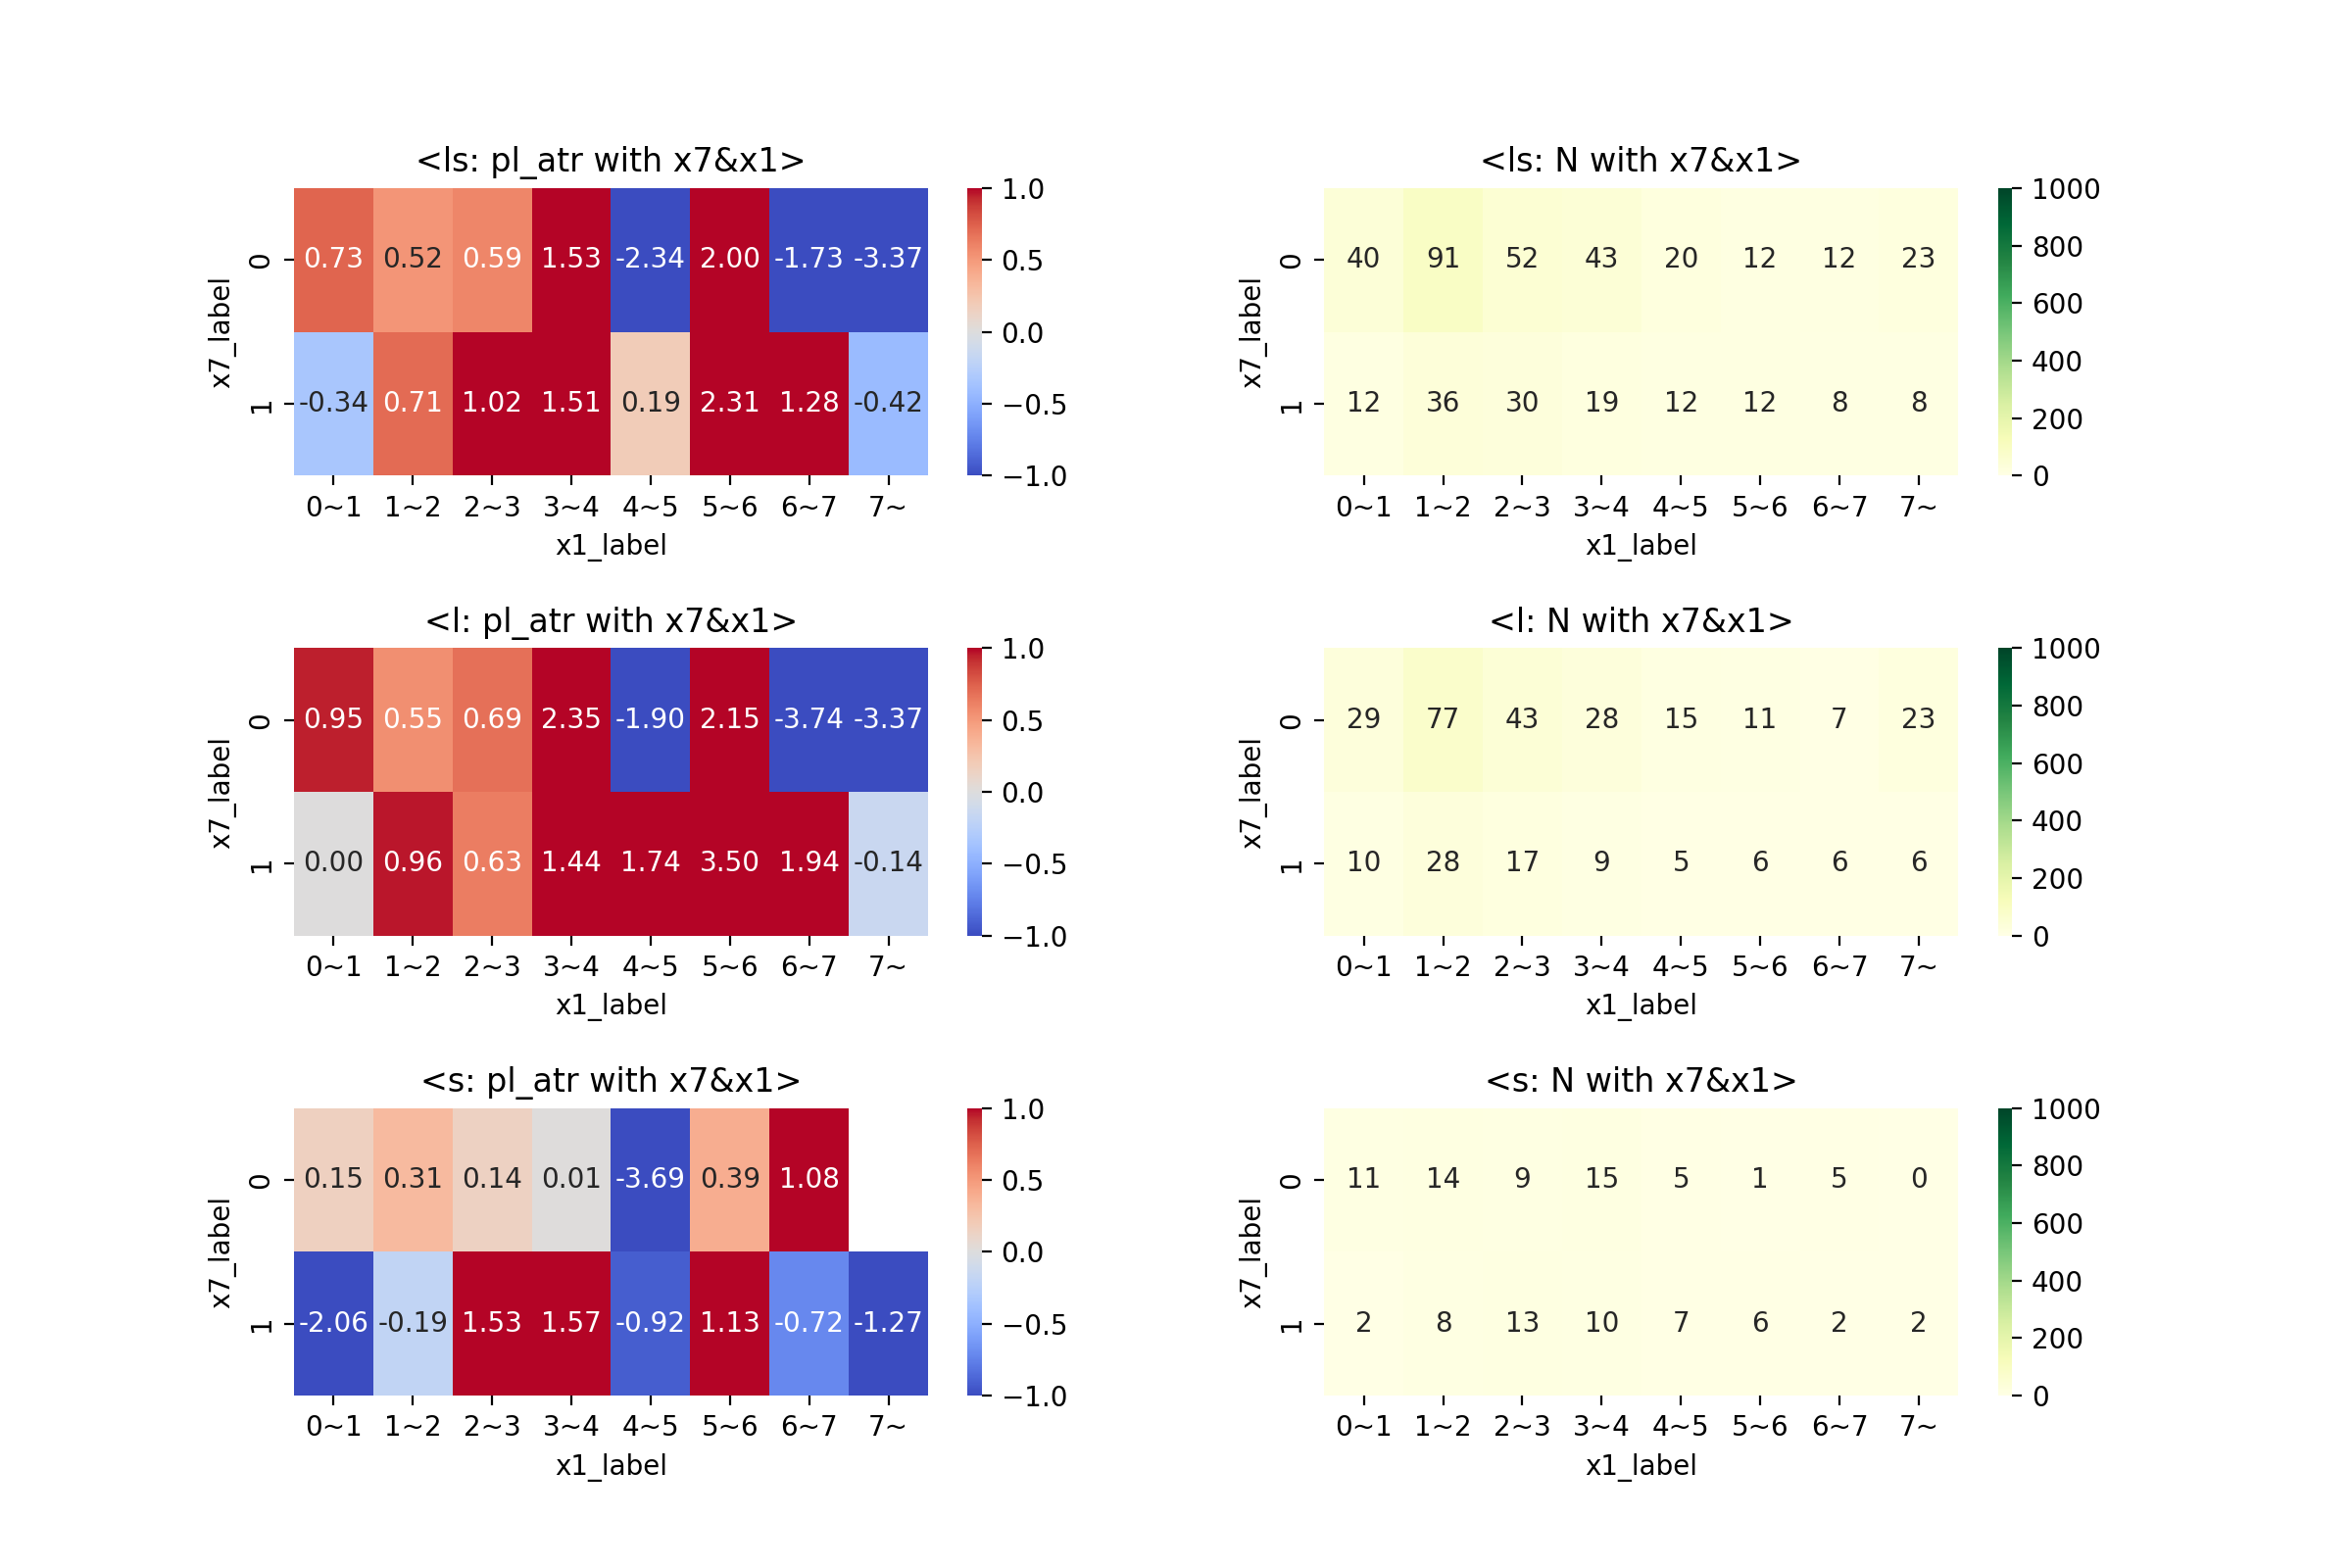 <ls: pl_atr with x7&x1>
x7_label
0 0.73 0.52 0.59 1.53 -2.34 2.00 -1.73 -3.37
1 -0.34 0.71 1.02 1.51 0.19 2.31 1.28 -0.42
0~1 1~2 2~3 3~4 4~5 5~6 6~7 7~
x1_label
1.0
0.5
0.0
−0.5
−1.0
<ls: N with x7&x1>
x7_label
0 40 91 52 43 20 12 12 23
1 12 36 30 19 12 12 8 8
0~1 1~2 2~3 3~4 4~5 5~6 6~7 7~
x1_label
1000
800
600
400
200
0
<l: pl_atr with x7&x1>
x7_label
0 0.95 0.55 0.69 2.35 -1.90 2.15 -3.74 -3.37
1 0.00 0.96 0.63 1.44 1.74 3.50 1.94 -0.14
0~1 1~2 2~3 3~4 4~5 5~6 6~7 7~
x1_label
1.0
0.5
0.0
−0.5
−1.0
<l: N with x7&x1>
x7_label
0 29 77 43 28 15 11 7 23
1 10 28 17 9 5 6 6 6
0~1 1~2 2~3 3~4 4~5 5~6 6~7 7~
x1_label
1000
800
600
400
200
0
<s: pl_atr with x7&x1>
x7_label
0 0.15 0.31 0.14 0.01 -3.69 0.39 1.08
1 -2.06 -0.19 1.53 1.57 -0.92 1.13 -0.72 -1.27
0~1 1~2 2~3 3~4 4~5 5~6 6~7 7~
x1_label
1.0
0.5
0.0
−0.5
−1.0
<s: N with x7&x1>
x7_label
0 11 14 9 15 5 1 5 0
1 2 8 13 10 7 6 2 2
0~1 1~2 2~3 3~4 4~5 5~6 6~7 7~
x1_label
1000
800
600
400
200
0